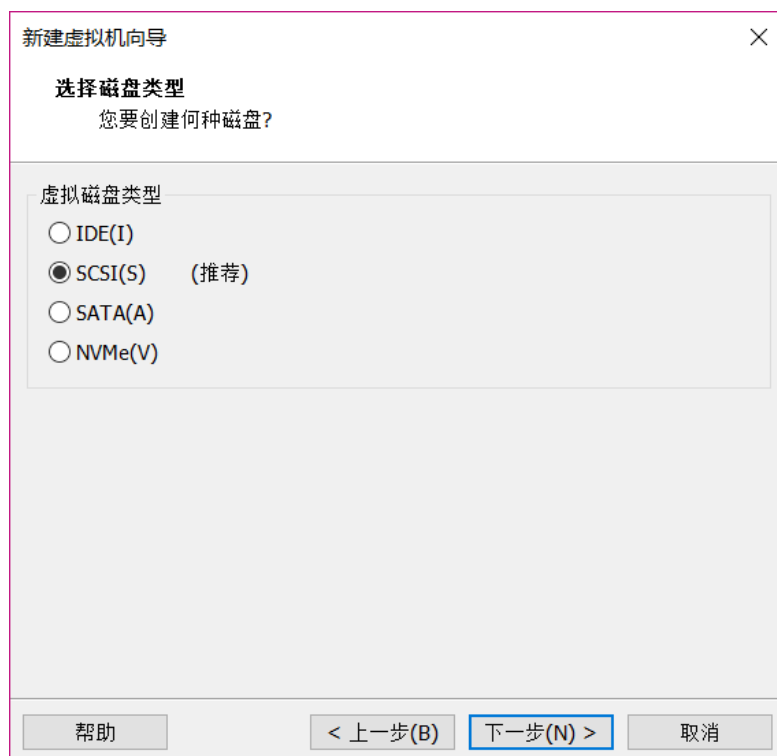 新建虚拟机向导
选择磁盘类型
您要创建何种磁盘?
虚拟磁盘类型
IDE(I)
SCSI(S) (推荐)
SATA(A)
NVMe(V)
帮助 < 上一步(B) 下一步(N) > 取消